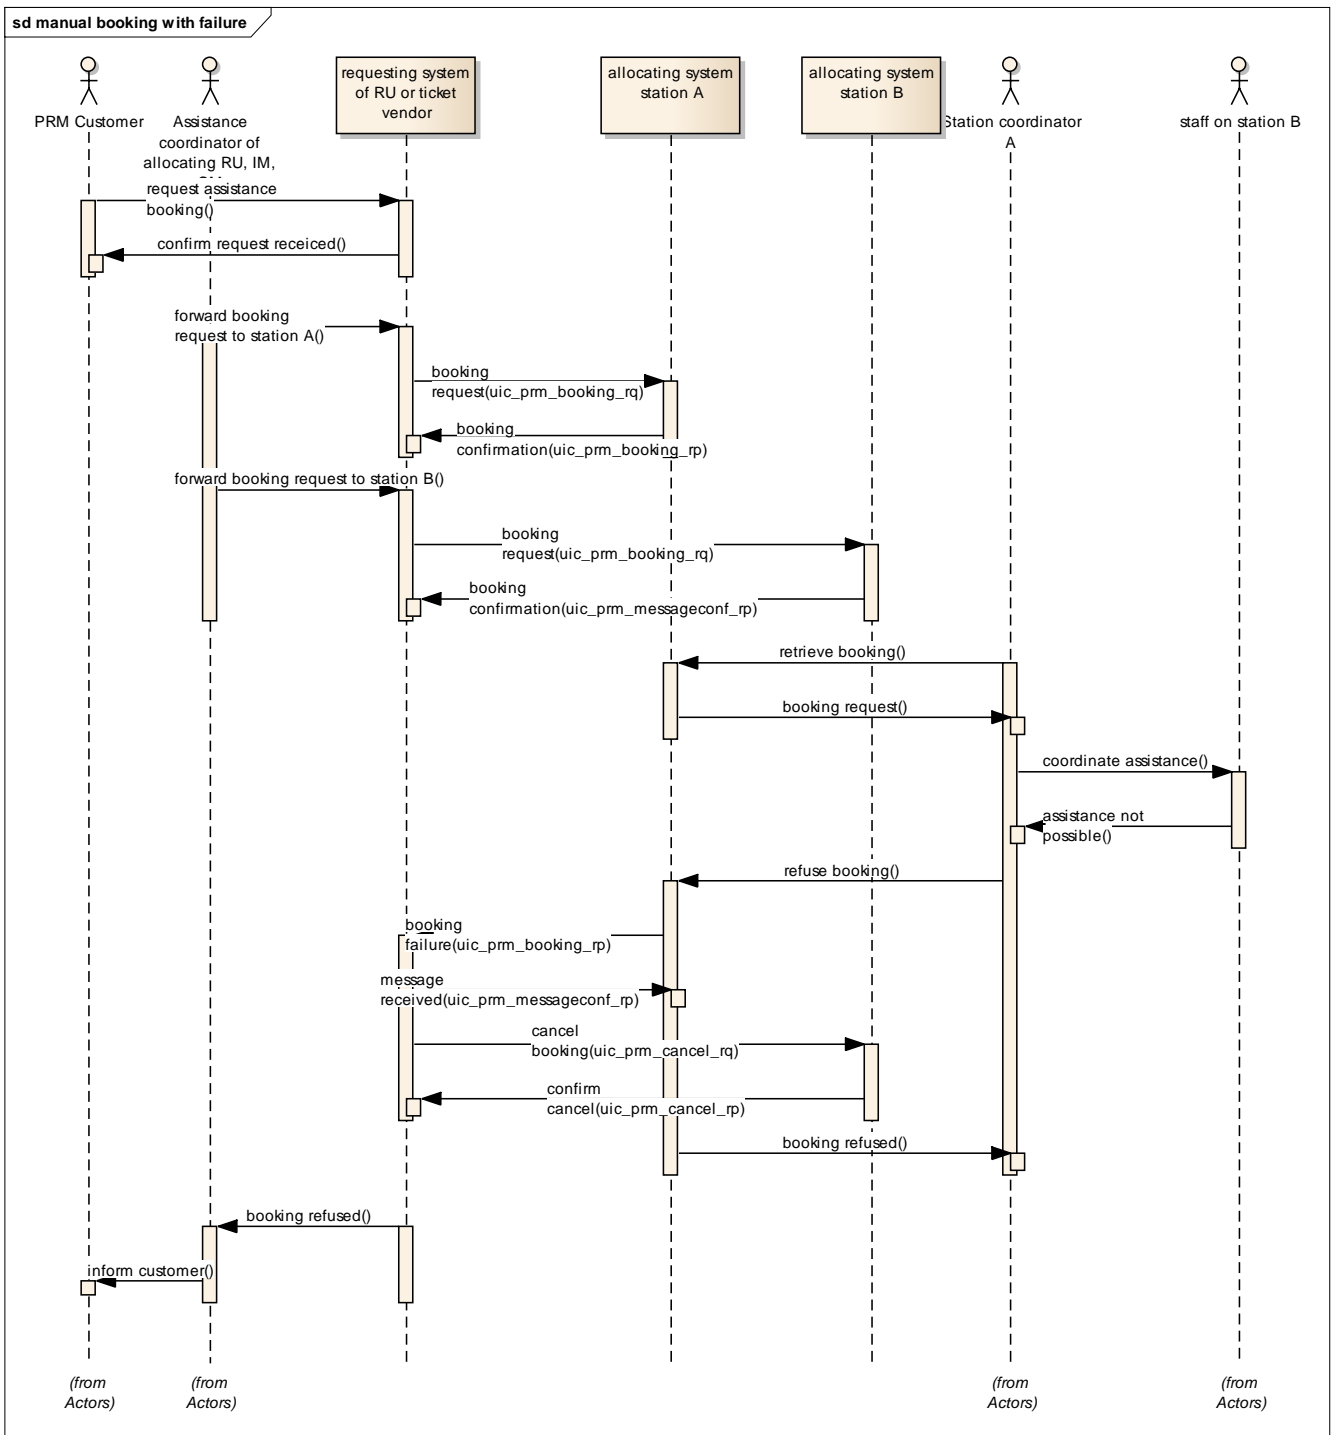 sd manual booking with failure
PRM Customer
Assistance
coordinator of
allocating RU, IM,
requesting system
of RU or ticket
vendor
allocating system
station A
allocating system
station B
Station coordinator
A
staff on station B
request assistance
booking()
confirm request receiced()
forward booking
request to station A()
booking
request(uic_prm_booking_rq)
booking
confirmation(uic_prm_booking_rp)
forward booking request to station B()
booking
request(uic_prm_booking_rq)
booking
confirmation(uic_prm_messageconf_rp)
retrieve booking()
booking request()
coordinate assistance()
assistance not
possible()
refuse booking()
booking
failure(uic_prm_booking_rp)
message
received(uic_prm_messageconf_rp)
cancel
booking(uic_prm_cancel_rq)
confirm
cancel(uic_prm_cancel_rp)
booking refused()
booking refused()
inform customer()
(from
Actors)
(from
Actors)
(from
Actors)
(from
Actors)